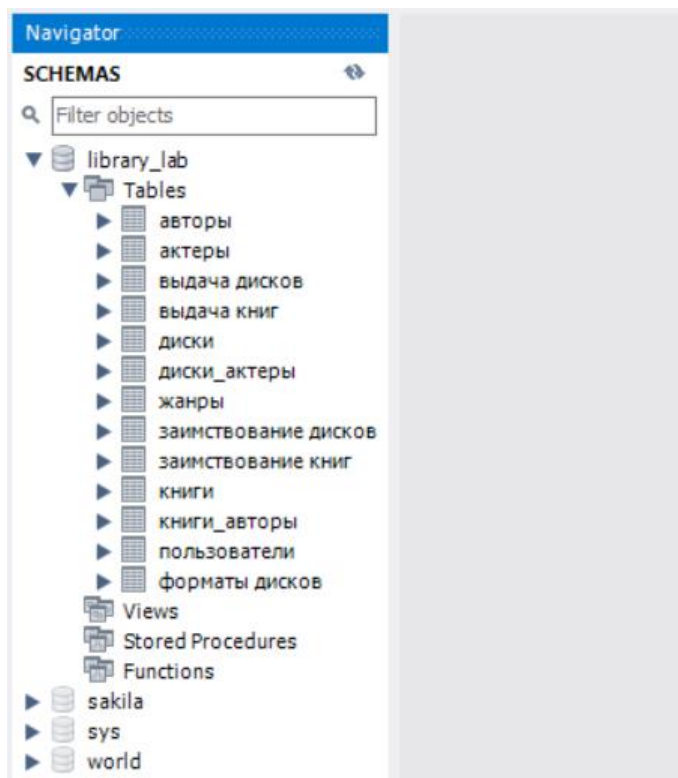 Navigator
SCHEMAS
Filter objects
library_lab
Tables
авторы
актеры
выдача дисков
выдача книг
диски
диски_актеры
жанры
заимствование дисков
заимствование книг
книги
книги_авторы
пользователи
форматы дисков
Views
Stored Procedures
Functions
sakila
sys
world